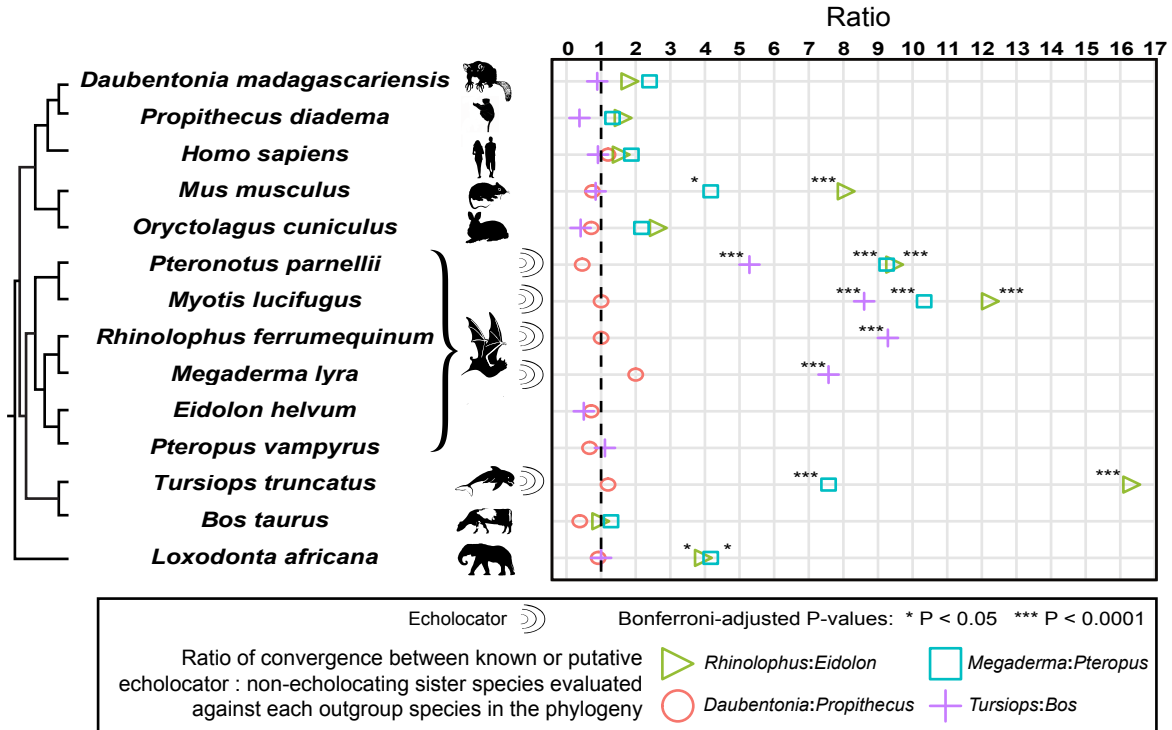 Ratio
0 1 2 3 4 5 6 7 8 9 10 11 12 13 14 15 16 17
Daubentonia madagascariensis
Propithecus diadema
Homo sapiens
Mus musculus * ***
Oryctolagus cuniculus
Pteronotus parnellii *** *** ***
Myotis lucifugus *** *** ***
Rhinolophus ferrumequinum ***
Megaderma lyra ***
Eidolon helvum
Pteropus vampyrus
Tursiops truncatus *** ***
Bos taurus
Loxodonta africana * *
Echolocator Bonferroni-adjusted P-values: * P < 0.05 *** P < 0.0001
Ratio of convergence between known or putative
echolocator : non-echolocating sister species evaluated
against each outgroup species in the phylogeny
Rhinolophus:Eidolon Megaderma:Pteropus
Daubentonia:Propithecus Tursiops:Bos